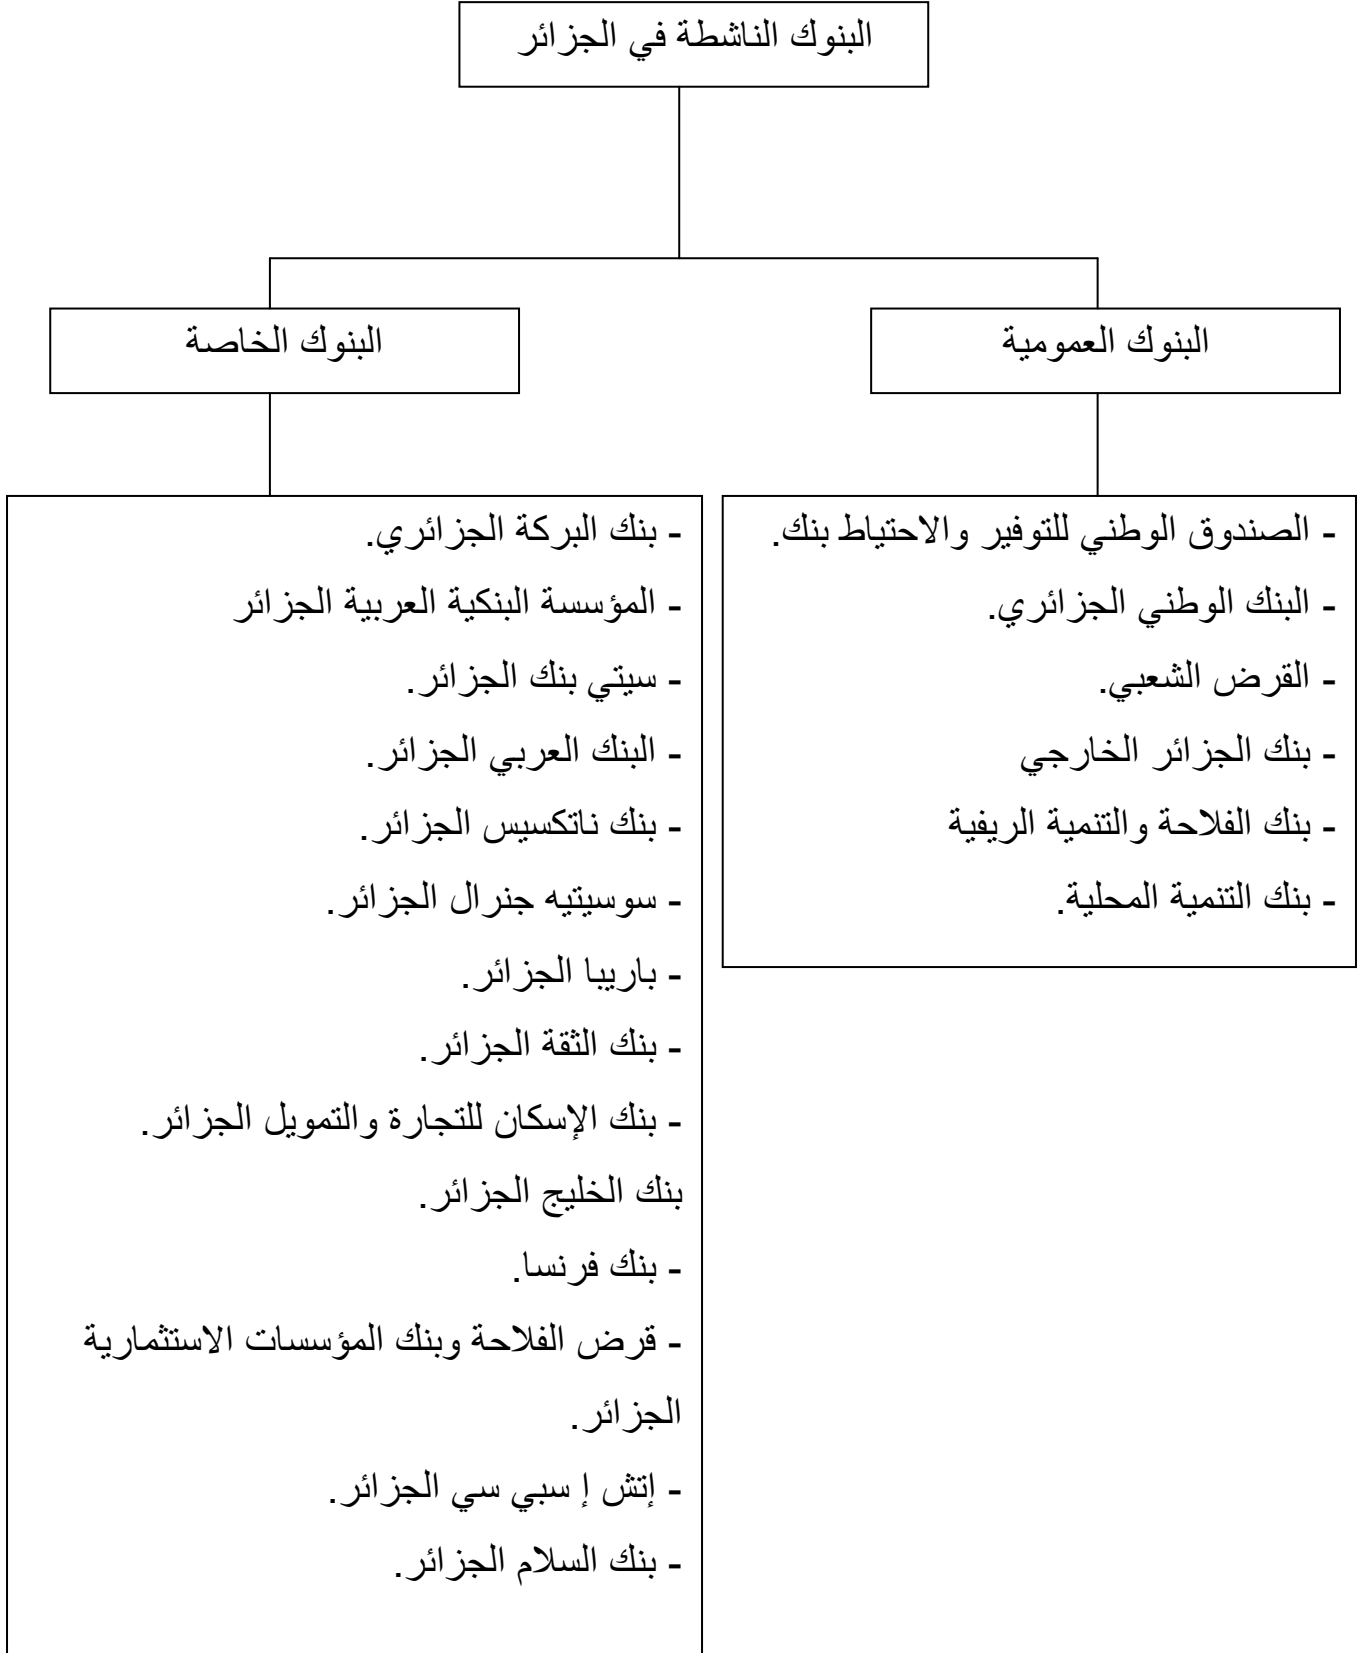 البنوك الناشطة في الجزائر
البنوك العمومية
البنوك الخاصة
- الصندوق الوطني للتوفير والاحتياط بنك.
- البنك الوطني الجزائري.
- القرض الشعبي.
- بنك الجزائر الخارجي
- بنك الفلاحة والتنمية الريفية
- بنك التنمية المحلية.
- بنك البركة الجزائري.
- المؤسسة البنكية العربية الجزائر
- سيتي بنك الجزائر.
- البنك العربي الجزائر.
- بنك ناتكسيس الجزائر.
- سوسيتيه جنرال الجزائر.
- باريبا الجزائر.
- بنك الثقة الجزائر.
- بنك الإسكان للتجارة والتمويل الجزائر.
بنك الخليج الجزائر.
- بنك فرنسا.
- قرض الفلاحة وبنك المؤسسات الاستثمارية
الجزائر.
- إتش إ سبي سي الجزائر.
- بنك السلام الجزائر.